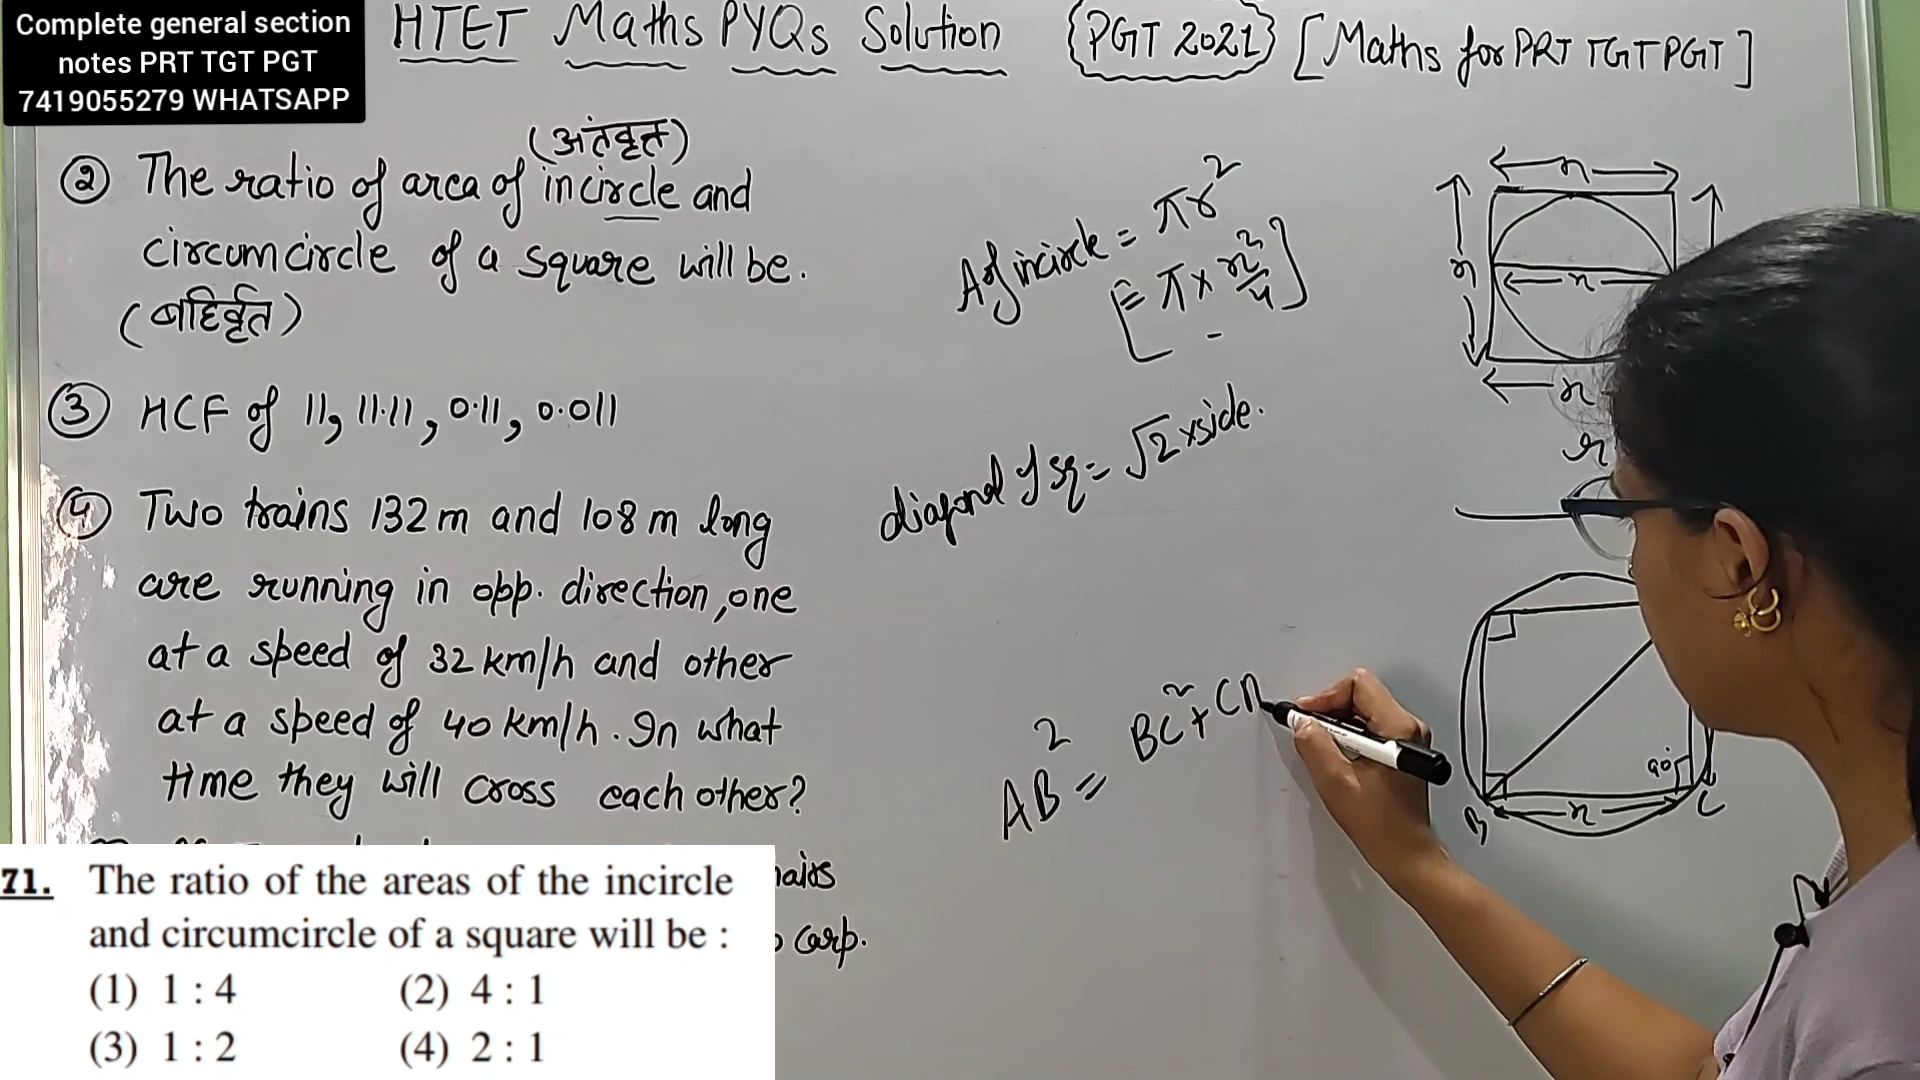 Complete general section
notes PRT TGT PGT
7419055279 WHATSAPP
HTET Maths PYQs Solution {PGT 2021} [Maths for PRT TGT PGT]
(अंतवृत)
② The ratio of area of incircle and
circumcircle of a square will be.
(बहिर्वृत)
③ HCF of 11, 11.11, 0.11, 0.011
④ Two trains 132 m and 108 m long
are running in opp. direction, one
at a speed of 32 km/h and other
at a speed of 40 km/h. In what
time they will cross each other?
Carp.
71. The ratio of the areas of the incircle
and circumcircle of a square will be :
(1) 1 : 4 (2) 4 : 1
(3) 1 : 2 (4) 2 : 1
A of incircle = πr²
[= π × x²/4]
diagonal of sq = √2 × side.
AB² = BC² + C
x
x
x
x
90°
x
B
C